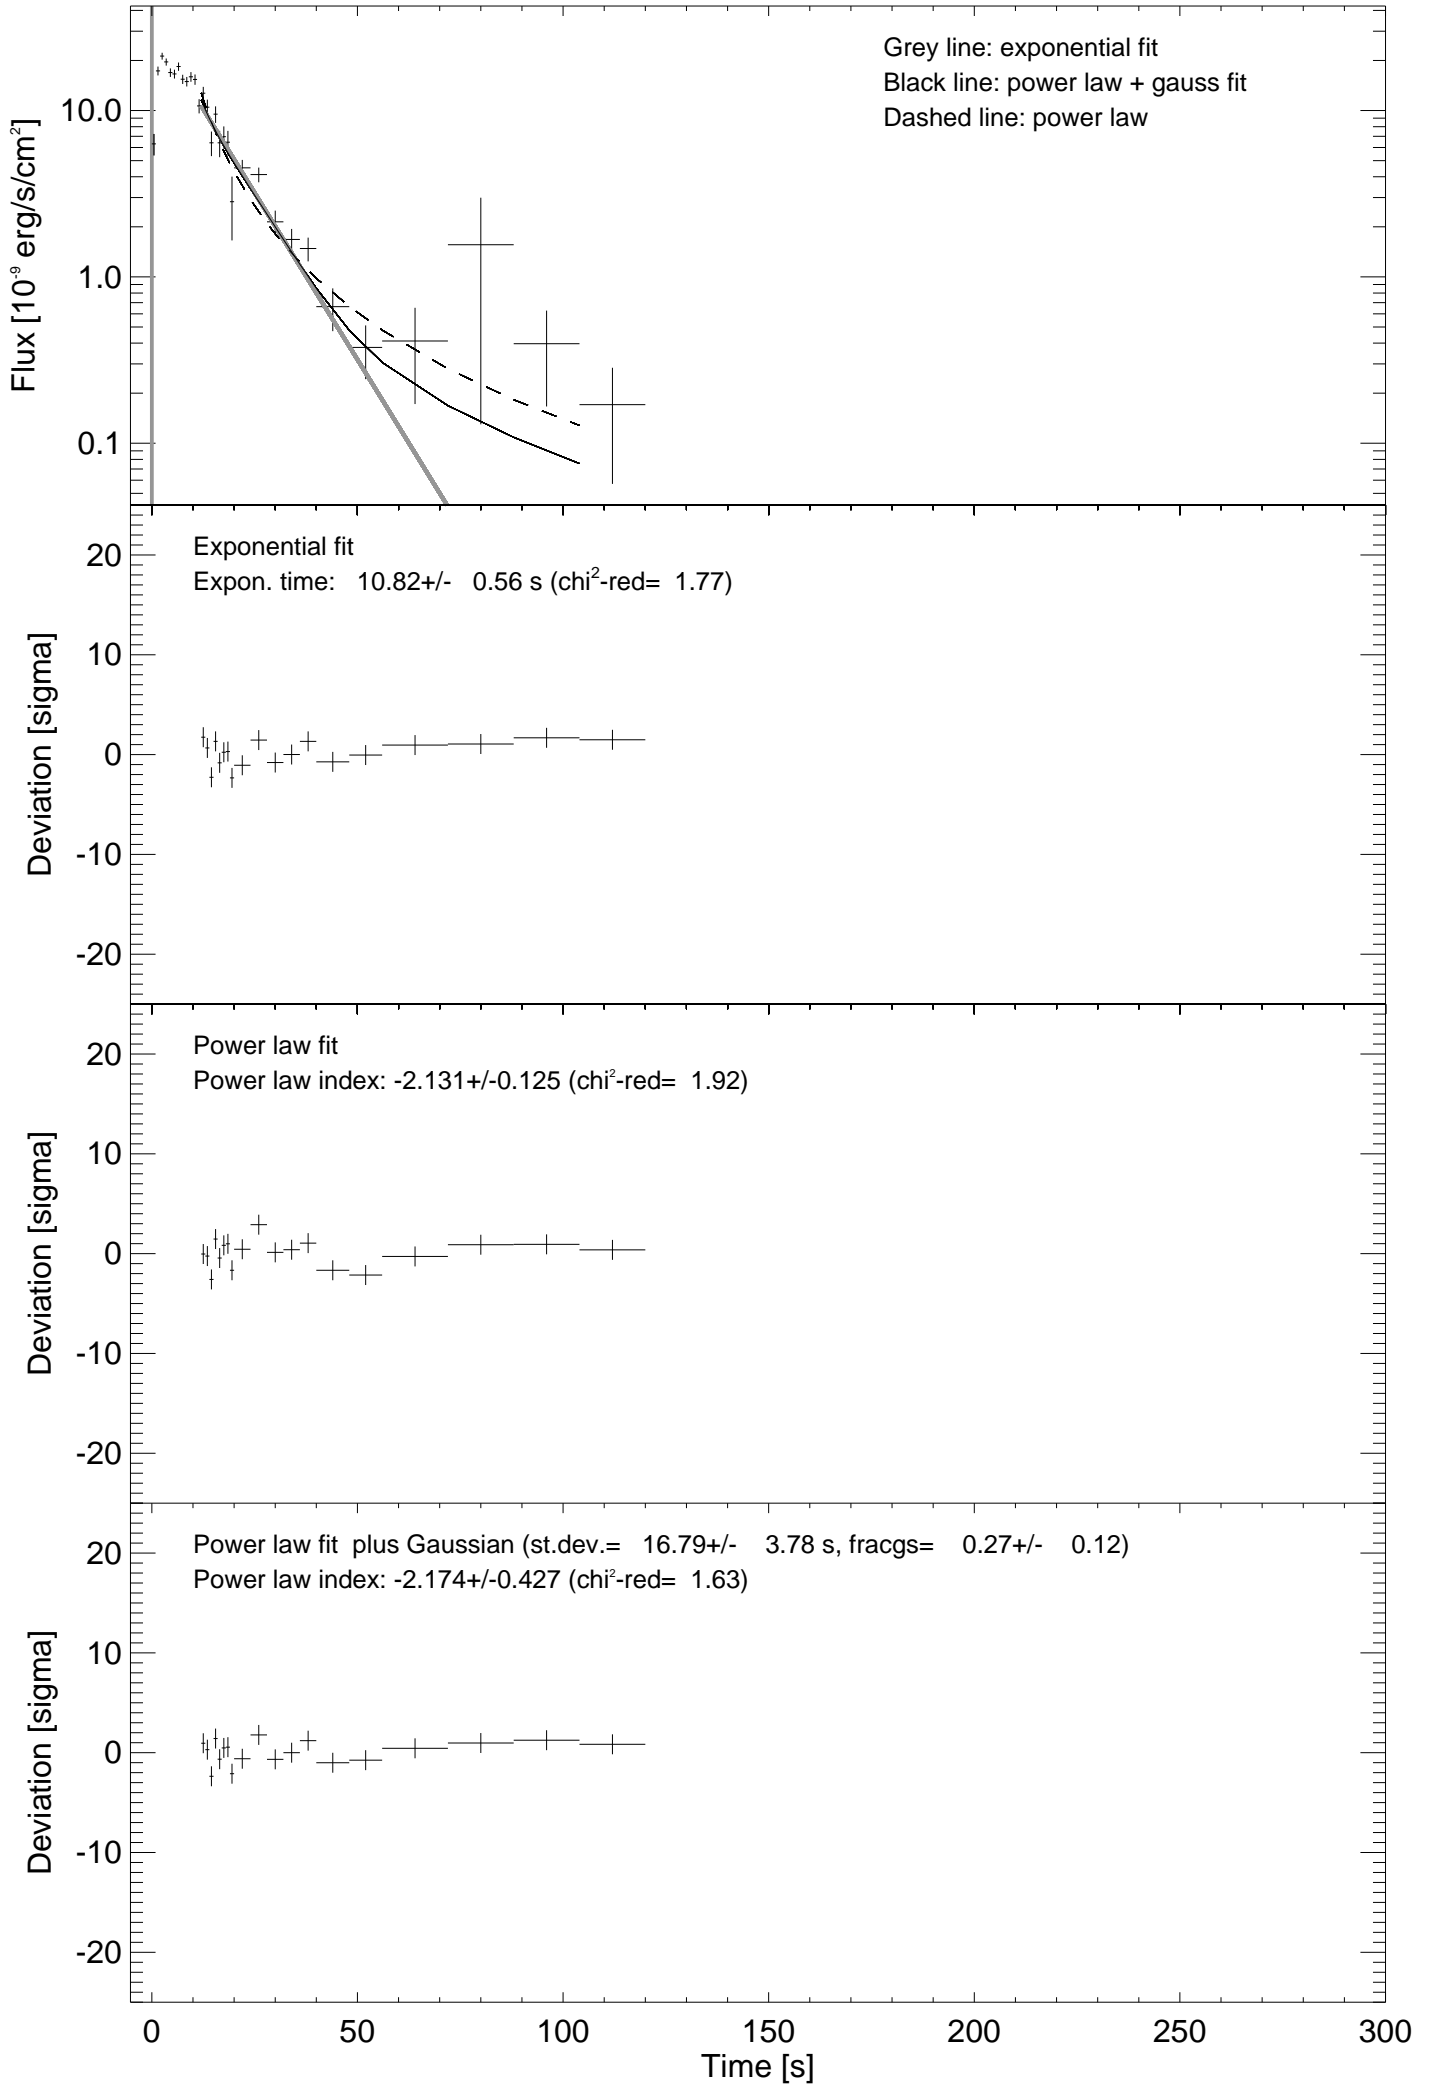 Grey line: exponential fit
Black line: power law + gauss fit
Dashed line: power law
10.0
1.0
0.1
Flux [10⁻⁹ erg/s/cm²]
Exponential fit
Expon. time: 10.82+/- 0.56 s (chi²-red= 1.77)
20
10
0
-10
-20
Deviation [sigma]
Power law fit
Power law index: -2.131+/-0.125 (chi²-red= 1.92)
20
10
0
-10
-20
Deviation [sigma]
Power law fit plus Gaussian (st.dev.= 16.79+/- 3.78 s, fracgs= 0.27+/- 0.12)
Power law index: -2.174+/-0.427 (chi²-red= 1.63)
20
10
0
-10
-20
Deviation [sigma]
0 50 100 150 200 250 300
Time [s]